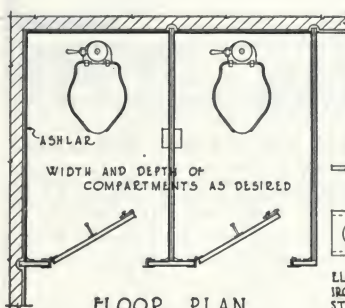 ASHLAR
WIDTH AND DEPTH OF
COMPARTMENTS AS DESIRED
FLOOR PLAN